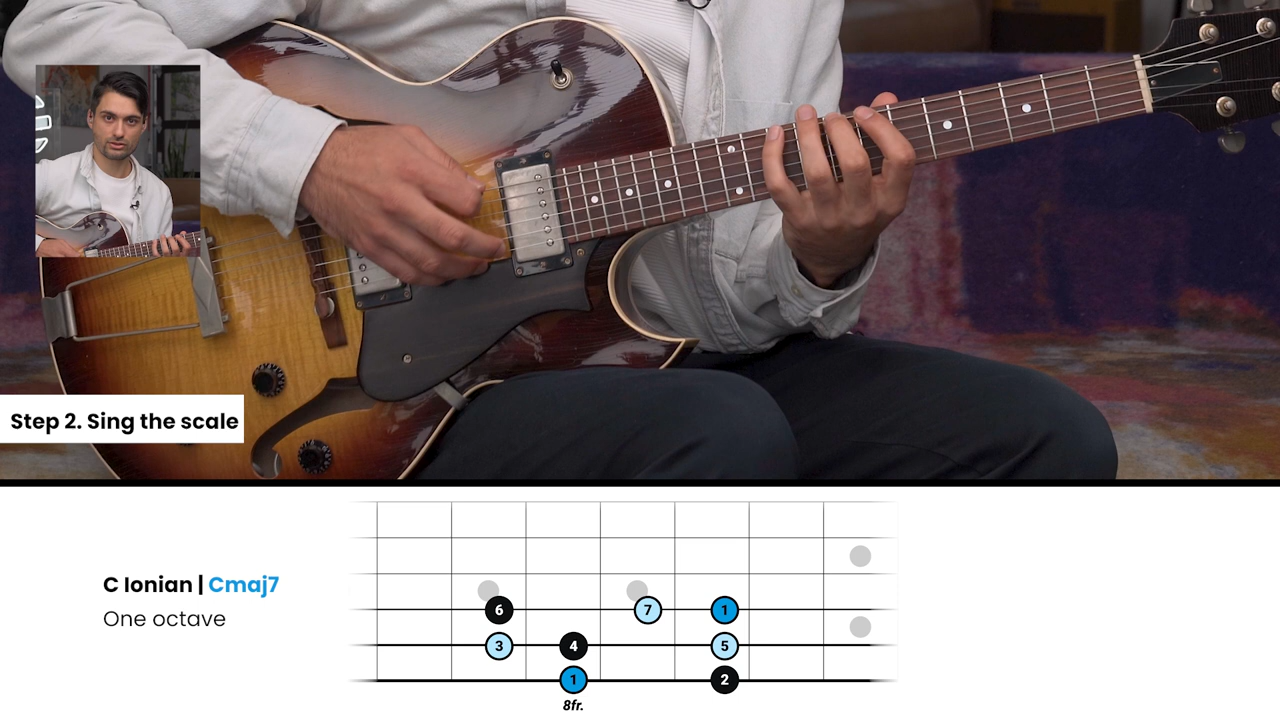 Step 2. Sing the scale
C Ionian | Cmaj7
One octave
6 7 1
3 4 5
1 2
8fr.